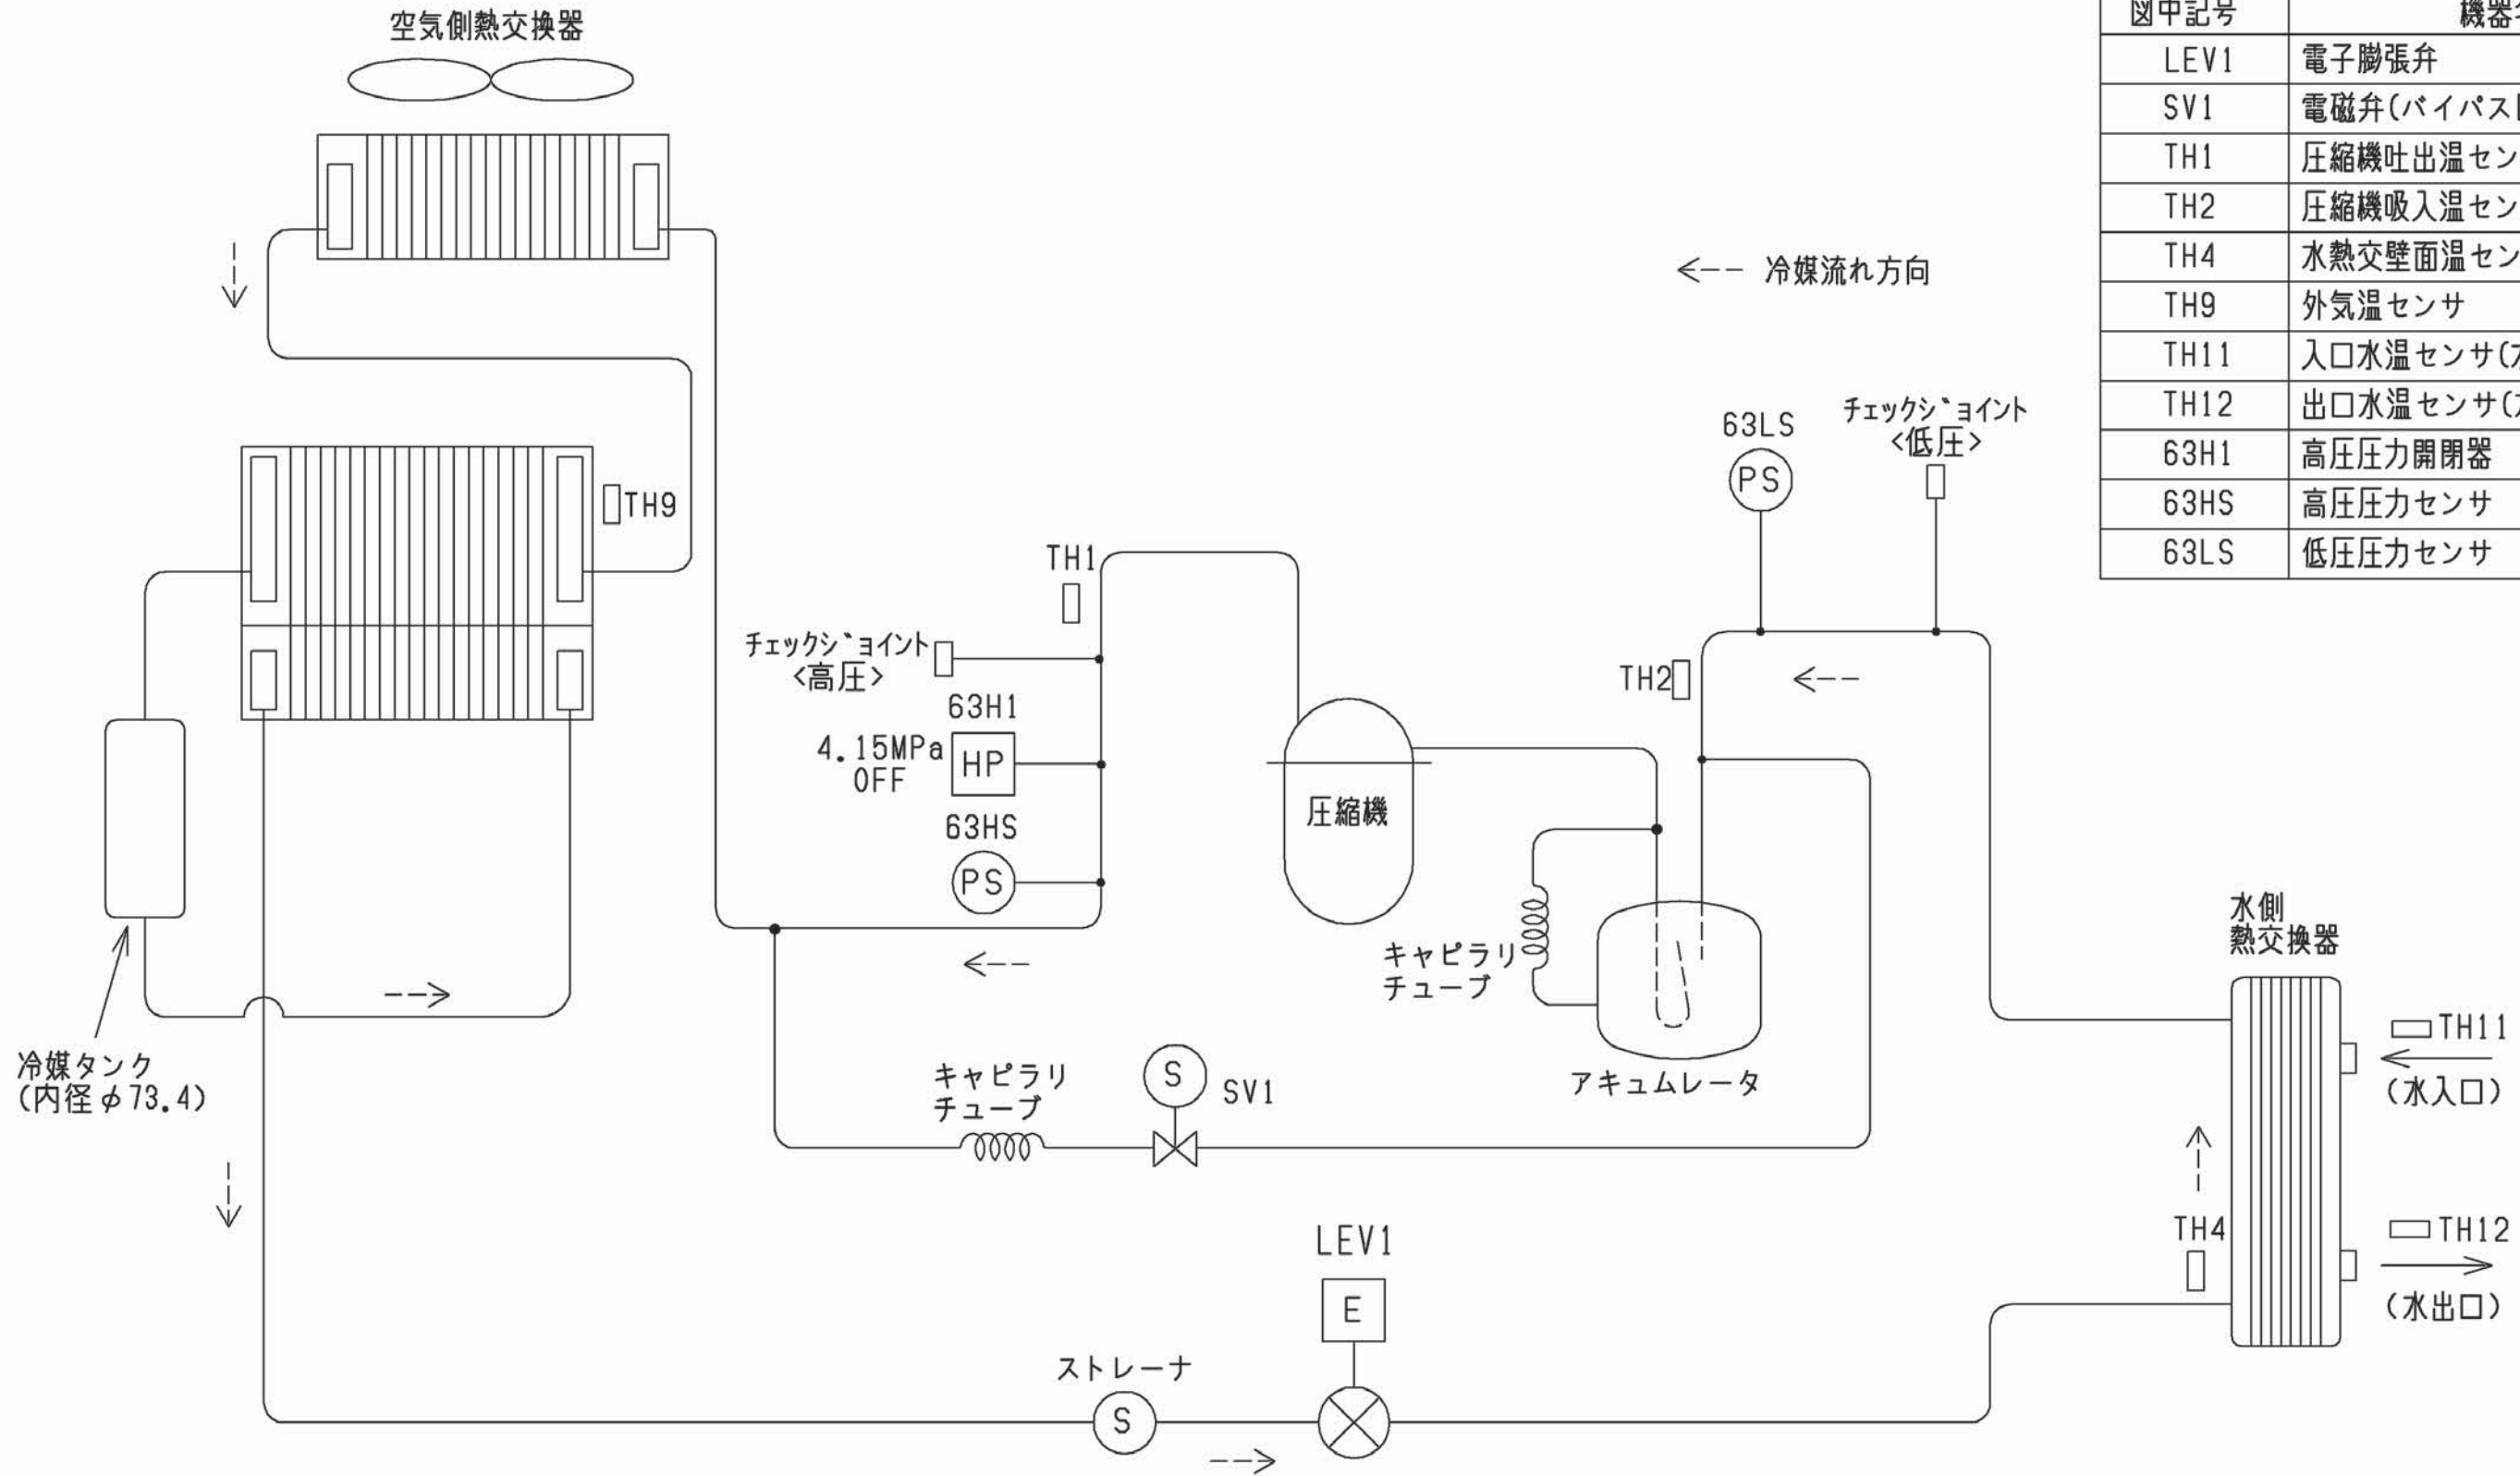 空気側熱交換器
図中記号
LEV1 電子膨張弁
SV1 電磁弁(バイパス
TH1 圧縮機吐出温セン
TH2 圧縮機吸入温セン
TH4 水熱交壁面温セン
TH9 外気温センサ
TH11 入口水温センサ(
TH12 出口水温センサ(
63H1 高圧圧力開閉器
63HS 高圧圧力センサ
63LS 低圧圧力センサ
冷媒流れ方向
63LS
PS
チェックジョイント
<低圧>
TH9
TH1
チェックジョイント
<高圧>
63H1
4.15MPa
OFF
HP
63HS
PS
TH2
圧縮機
キャピラリ
チューブ
アキュムレータ
水側
熱交換器
TH11
(水入口)
TH4
TH12
(水出口)
冷媒タンク
(内径φ73.4)
キャピラリ
チューブ
S
SV1
LEV1
E
ストレーナ
S